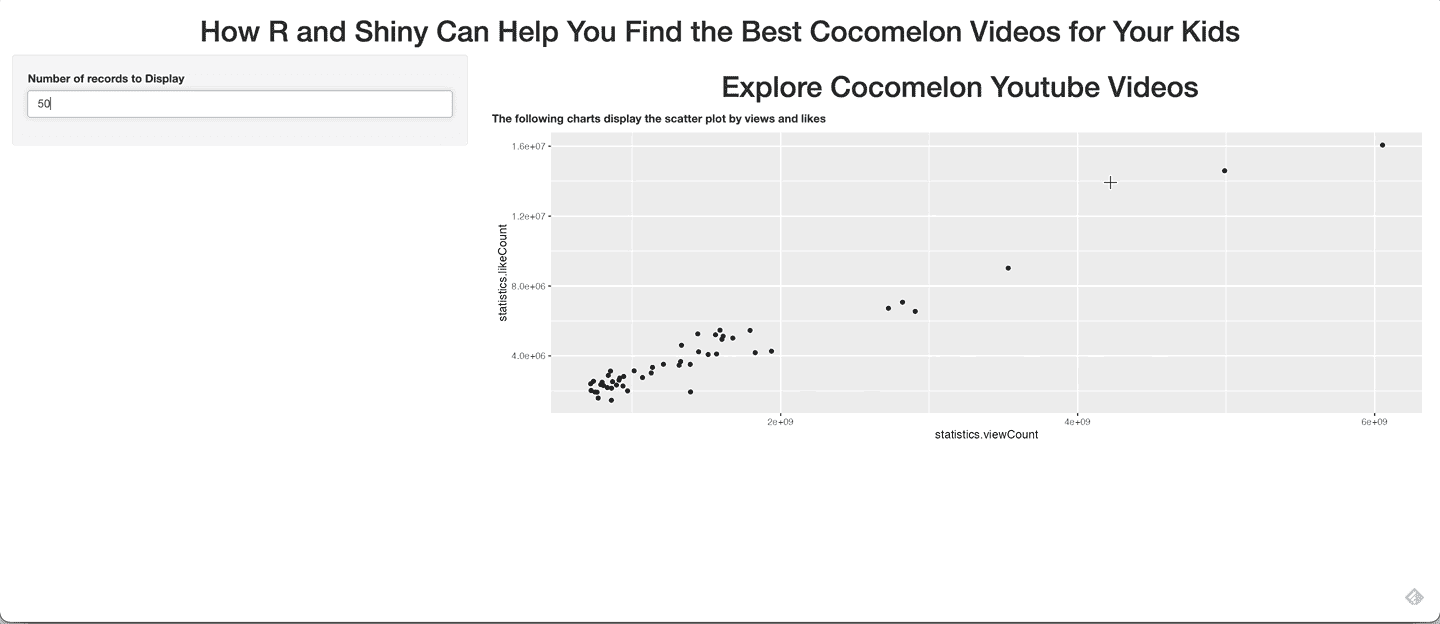 How R and Shiny Can Help You Find the Best Cocomelon Videos for Your Kids
Number of records to Display
50
Explore Cocomelon Youtube Videos
The following charts display the scatter plot by views and likes
1.6e+07
1.2e+07
8.0e+06
4.0e+06
statistics.likeCount
2e+09
4e+09
6e+09
statistics.viewCount